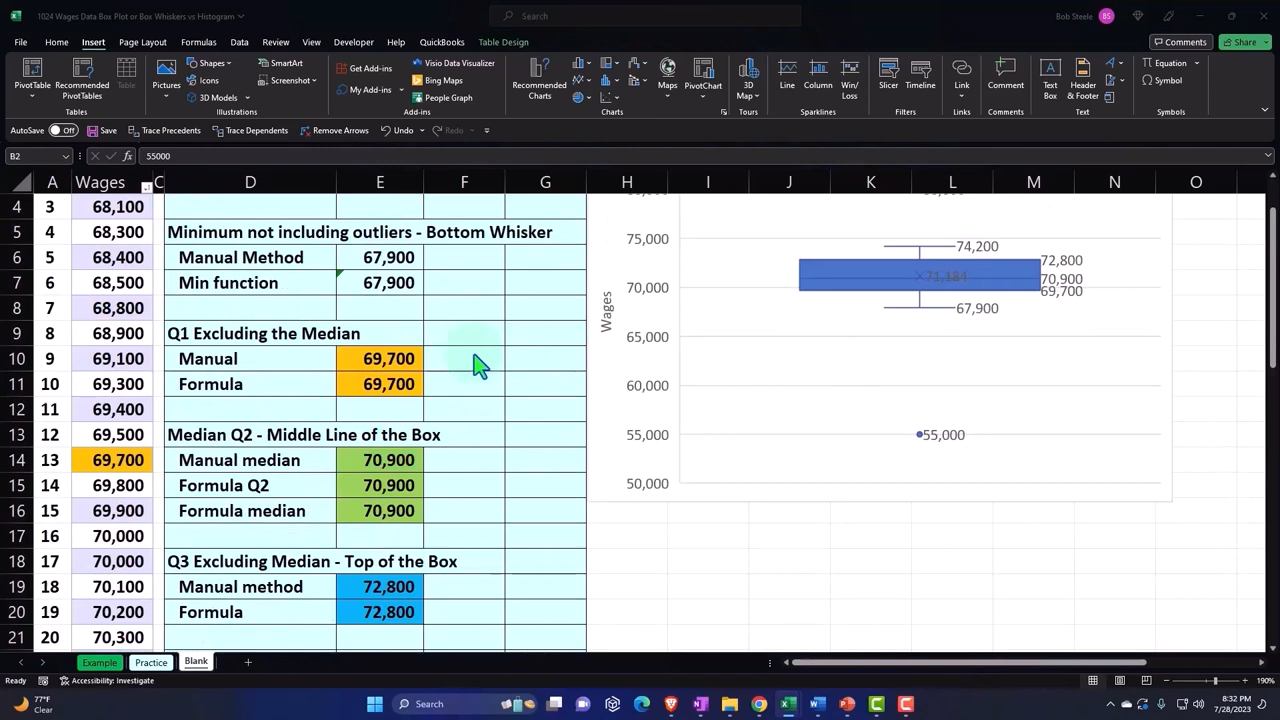 1024 Wages Data Box Plot or Box Whiskers vs Histogram
Search
Bob Steele
BS
File Home Insert Page Layout Formulas Data Review View Developer Help QuickBooks Table Design
Comments
Share
PivotTable
Recommended PivotTables
Table
Tables
Pictures
Shapes
Icons
3D Models
SmartArt
Screenshot
Illustrations
Get Add-ins
My Add-ins
Visio Data Visualizer
Bing Maps
People Graph
Add-ins
Recommended Charts
Maps
PivotChart
Charts
3D Map
Tours
Line
Column
Win/Loss
Sparklines
Slicer
Timeline
Filters
Link
Links
Comment
Comments
Text Box
Header & Footer
Text
Equation
Symbol
Symbols
AutoSave Off Save Trace Precedents Trace Dependents Remove Arrows Undo Redo
B2 fx 55000
A Wages C D E F G H I J K L M N O
4 3 68,100
5 4 68,300 Minimum not including outliers - Bottom Whisker
6 5 68,400 Manual Method 67,900
7 6 68,500 Min function 67,900
8 7 68,800
9 8 68,900 Q1 Excluding the Median
10 9 69,100 Manual 69,700
11 10 69,300 Formula 69,700
12 11 69,400
13 12 69,500 Median Q2 - Middle Line of the Box
14 13 69,700 Manual median 70,900
15 14 69,800 Formula Q2 70,900
16 15 69,900 Formula median 70,900
17 16 70,000
18 17 70,000 Q3 Excluding Median - Top of the Box
19 18 70,100 Manual method 72,800
20 19 70,200 Formula 72,800
21 20 70,300
75,000
70,000
65,000
60,000
55,000
50,000
Wages
74,200
72,800
71,184
70,900
69,700
67,900
55,000
Example Practice Blank
Ready Accessibility: Investigate
190%
77°F
Clear
Search
8:32 PM
7/28/2023